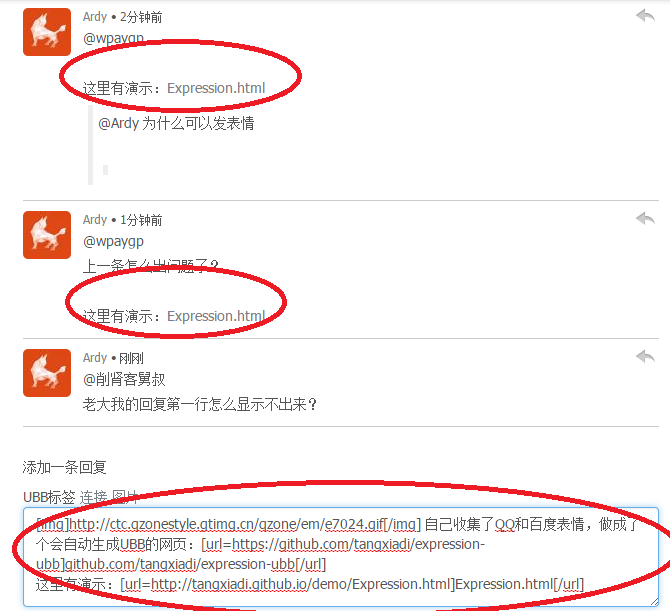 Ardy • 2分钟前
@wpaygp
这里有演示：Expression.html
@Ardy 为什么可以发表情
Ardy • 1分钟前
@wpaygp
上一条怎么出问题了？
这里有演示：Expression.html
Ardy • 刚刚
@削肾客舅叔
老大我的回复第一行怎么显示不出来？
添加一条回复
UBB标签 连接 图片
[img]http://ctc.qzonestyle.gtimg.cn/qzone/em/e7024.gif[/img] 自己收集了QQ和百度表情，做成了
个会自动生成UBB的网页：[url=https://github.com/tangxiadi/expression-
ubb]github.com/tangxiadi/expression-ubb[/url]
这里有演示：[url=http://tangxiadi.github.io/demo/Expression.html]Expression.html[/url]